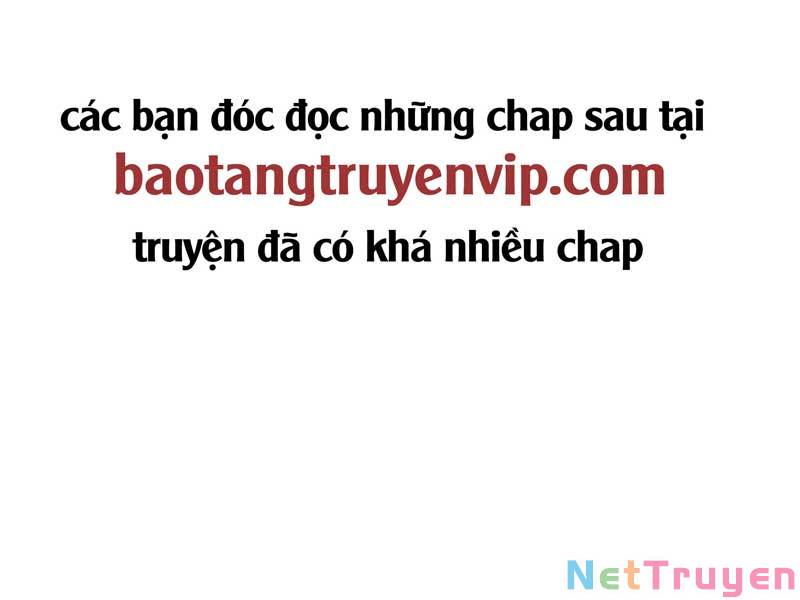 các bạn đóc đọc những chap sau tại
baotangtruyenvip.com
truyện đã có khá nhiều chap
NetTruyen